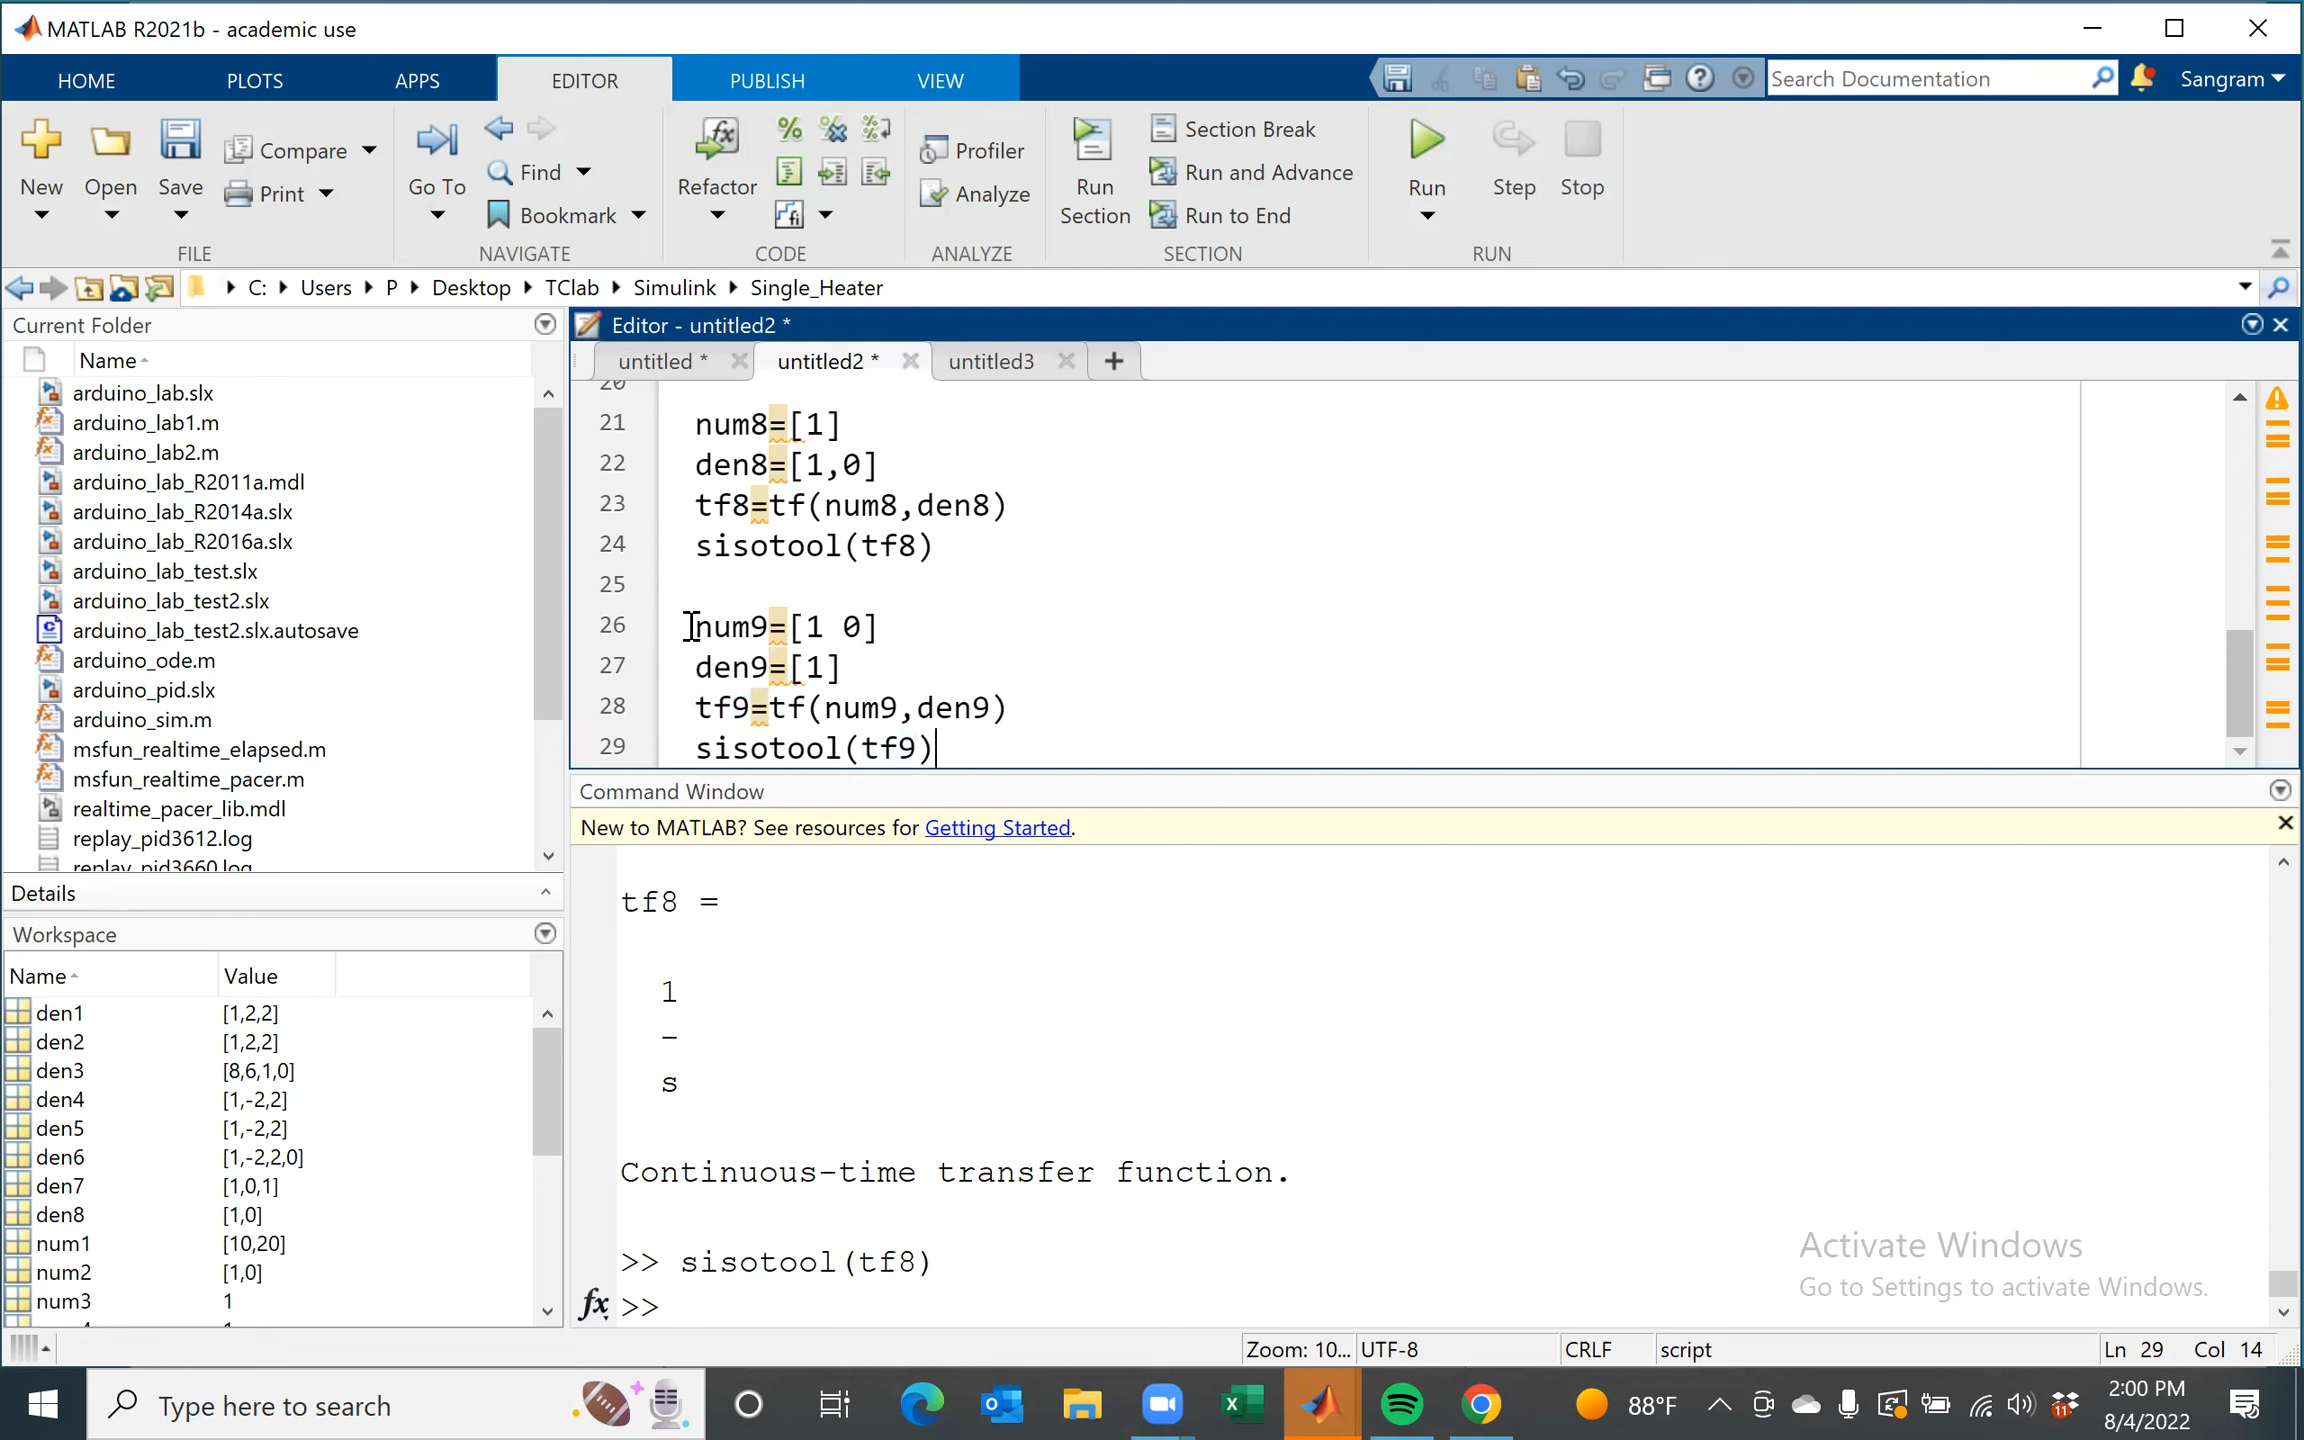 MATLAB R2021b - academic use
HOME PLOTS APPS EDITOR PUBLISH VIEW
Search Documentation
Sangram
New
Open
Save
Compare
Print
FILE
Go To
Find
Bookmark
NAVIGATE
Refactor
CODE
Profiler
Analyze
ANALYZE
Run Section
Section Break
Run and Advance
Run to End
SECTION
Run
Step
Stop
RUN
C: Users P Desktop TClab Simulink Single_Heater
Current Folder
Name
arduino_lab.slx
arduino_lab1.m
arduino_lab2.m
arduino_lab_R2011a.mdl
arduino_lab_R2014a.slx
arduino_lab_R2016a.slx
arduino_lab_test.slx
arduino_lab_test2.slx
arduino_lab_test2.slx.autosave
arduino_ode.m
arduino_pid.slx
arduino_sim.m
msfun_realtime_elapsed.m
msfun_realtime_pacer.m
realtime_pacer_lib.mdl
replay_pid3612.log
replay_pid3660.log
Details
Workspace
Name Value
den1 [1,2,2]
den2 [1,2,2]
den3 [8,6,1,0]
den4 [1,-2,2]
den5 [1,-2,2]
den6 [1,-2,2,0]
den7 [1,0,1]
den8 [1,0]
num1 [10,20]
num2 [1,0]
num3 1
Editor - untitled2 *
untitled * untitled2 * untitled3
20
21 num8=[1]
22 den8=[1,0]
23 tf8=tf(num8,den8)
24 sisotool(tf8)
25
26 num9=[1 0]
27 den9=[1]
28 tf9=tf(num9,den9)
29 sisotool(tf9)
Command Window
New to MATLAB? See resources for Getting Started.
tf8 =
1
-
s
Continuous-time transfer function.
>> sisotool(tf8)
fx >>
Activate Windows
Go to Settings to activate Windows.
Zoom: 10... UTF-8 CRLF script Ln 29 Col 14
Type here to search
88°F
11
2:00 PM
8/4/2022